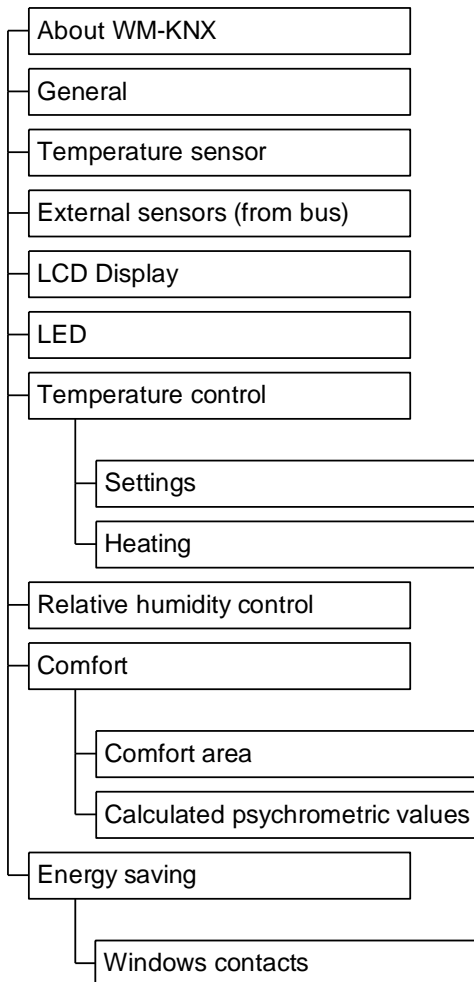 About WM-KNX
General
Temperature sensor
External sensors (from bus)
LCD Display
LED
Temperature control
Settings
Heating
Relative humidity control
Comfort
Comfort area
Calculated psychrometric values
Energy saving
Windows contacts